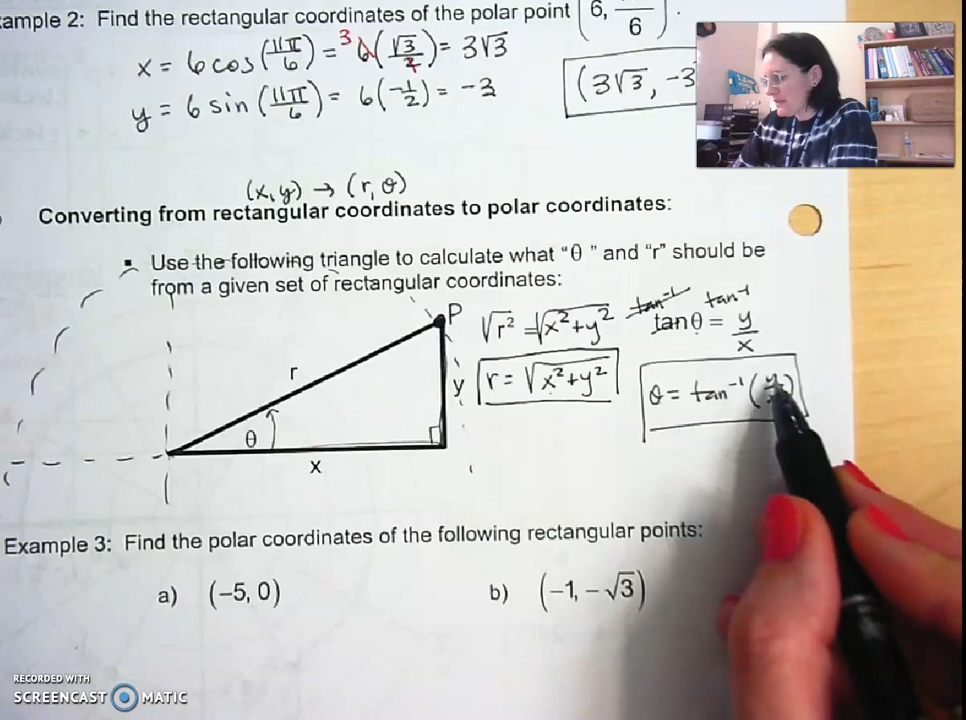 ample 2: Find the rectangular coordinates of the polar point (6, —/6).
x = 6 cos (11π/6) = ³6(√3/2) = 3√3
y = 6 sin (11π/6) = 6(-1/2) = -3
(3√3, -3
(x,y) → (r, θ)
Converting from rectangular coordinates to polar coordinates:
▪ Use the following triangle to calculate what "θ " and "r" should be
from a given set of rectangular coordinates:
P
r
y
θ
x
√r² = √x²+y²
r = √x²+y²
tan⁻¹ tan⁻¹
tanθ = y/x
θ = tan⁻¹ (y/x)
Example 3: Find the polar coordinates of the following rectangular points:
a) (−5, 0) b) (−1, −√3)
RECORDED WITH
SCREENCAST MATIC